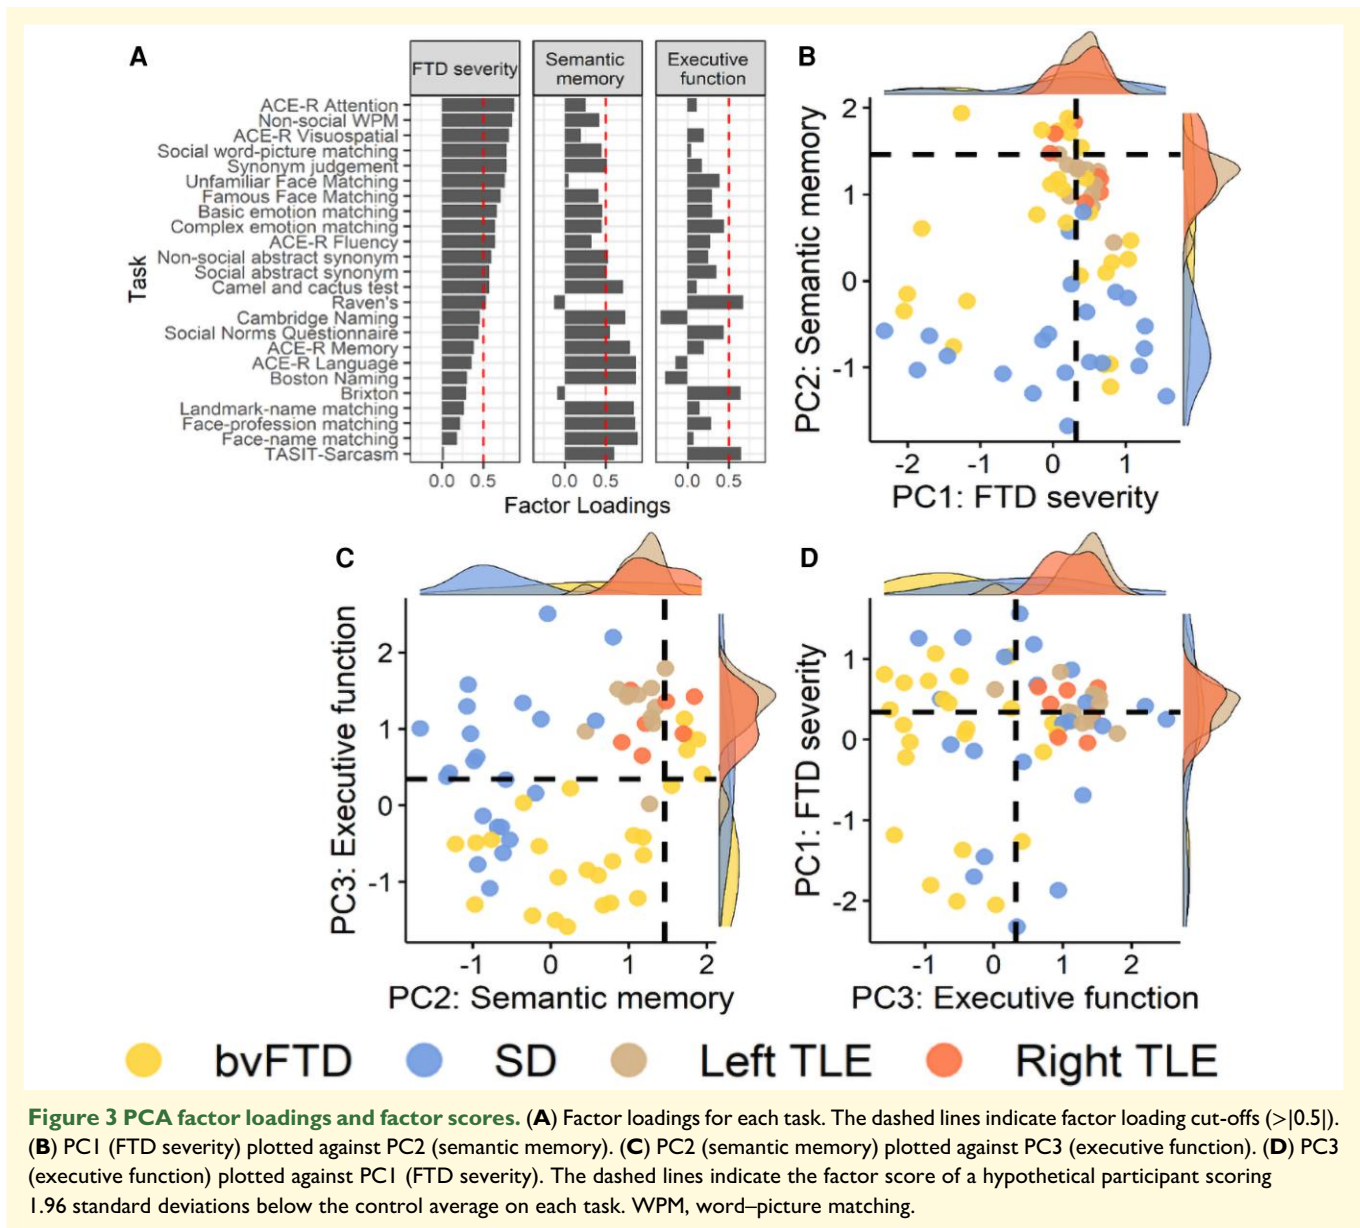 A
FTD severity
Semantic memory
Executive function
Task
ACE-R Attention
Non-social WPM
ACE-R Visuospatial
Social word-picture matching
Synonym judgement
Unfamiliar Face Matching
Famous Face Matching
Basic emotion matching
Complex emotion matching
ACE-R Fluency
Non-social abstract synonym
Social abstract synonym
Camel and cactus test
Raven's
Cambridge Naming
Social Norms Questionnaire
ACE-R Memory
ACE-R Language
Boston Naming
Brixton
Landmark-name matching
Face-profession matching
Face-name matching
TASIT-Sarcasm
0.0 0.5 0.0 0.5 0.0 0.5
Factor Loadings
B
PC2: Semantic memory
2
1
0
-1
-2 -1 0 1
PC1: FTD severity
C
PC3: Executive function
2
1
0
-1
-1 0 1 2
PC2: Semantic memory
D
PC1: FTD severity
1
0
-1
-2
-1 0 1 2
PC3: Executive function
bvFTD SD Left TLE Right TLE
Figure 3 PCA factor loadings and factor scores. (A) Factor loadings for each task. The dashed lines indicate factor loading cut-offs (>|0.5|).
(B) PC1 (FTD severity) plotted against PC2 (semantic memory). (C) PC2 (semantic memory) plotted against PC3 (executive function). (D) PC3
(executive function) plotted against PC1 (FTD severity). The dashed lines indicate the factor score of a hypothetical participant scoring
1.96 standard deviations below the control average on each task. WPM, word–picture matching.